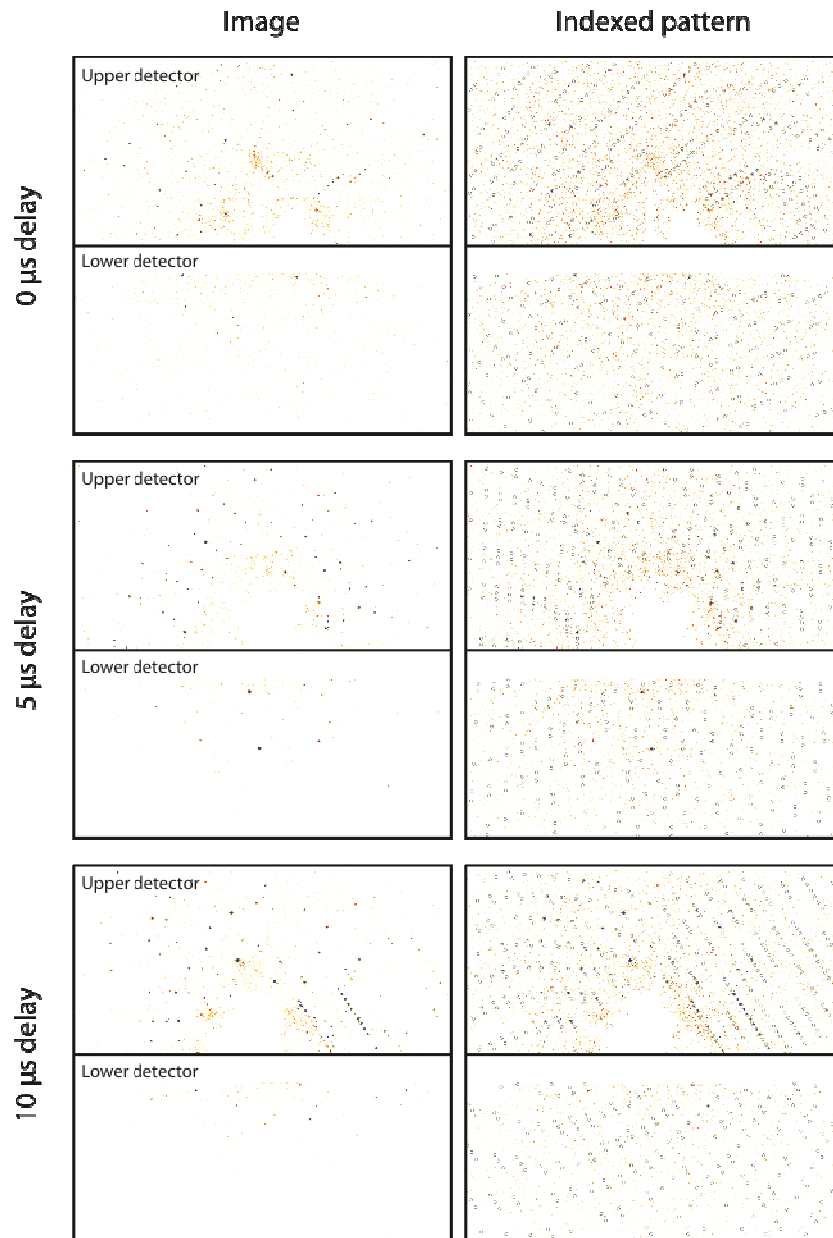 Image
Indexed pattern
0 µs delay
Upper detector
Lower detector
5 µs delay
Upper detector
Lower detector
10 µs delay
Upper detector
Lower detector